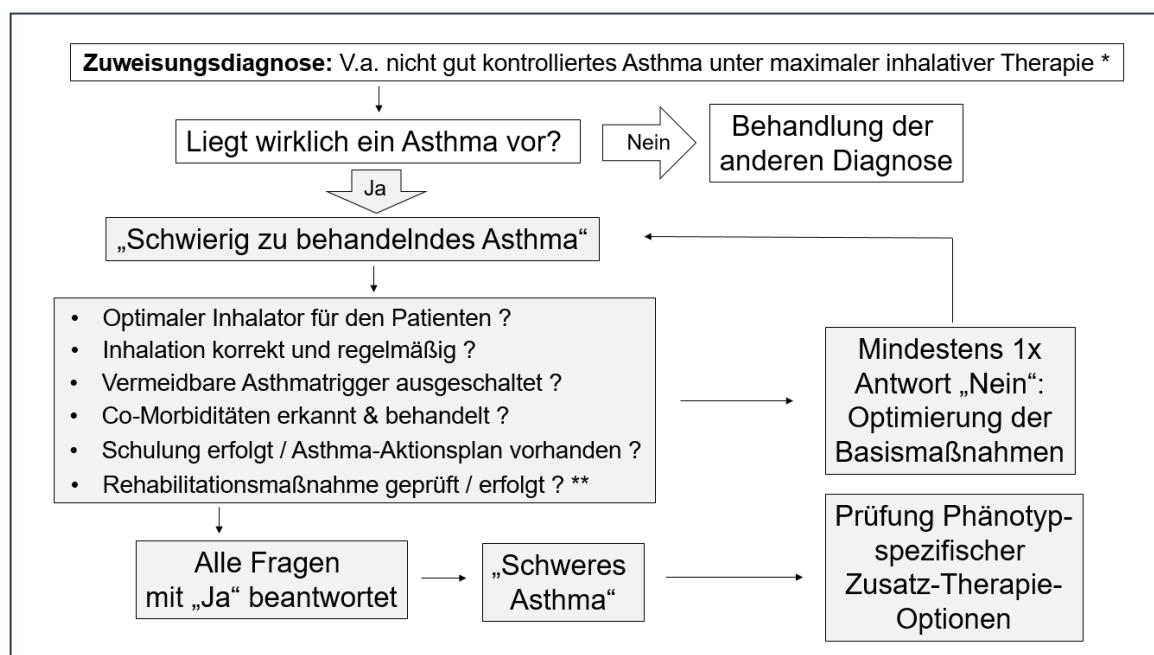 Zuweisungsdiagnose: V.a. nicht gut kontrolliertes Asthma unter maximaler inhalativer Therapie *
Liegt wirklich ein Asthma vor?
Nein
Behandlung der
anderen Diagnose
Ja
„Schwierig zu behandelndes Asthma“
• Optimaler Inhalator für den Patienten ?
• Inhalation korrekt und regelmäßig ?
• Vermeidbare Asthmatrigger ausgeschaltet ?
• Co-Morbiditäten erkannt & behandelt ?
• Schulung erfolgt / Asthma-Aktionsplan vorhanden ?
• Rehabilitationsmaßnahme geprüft / erfolgt ? **
Mindestens 1x
Antwort „Nein“:
Optimierung der
Basismaßnahmen
Alle Fragen
mit „Ja“ beantwortet
„Schweres
Asthma“
Prüfung Phänotyp-
spezifischer
Zusatz-Therapie-
Optionen